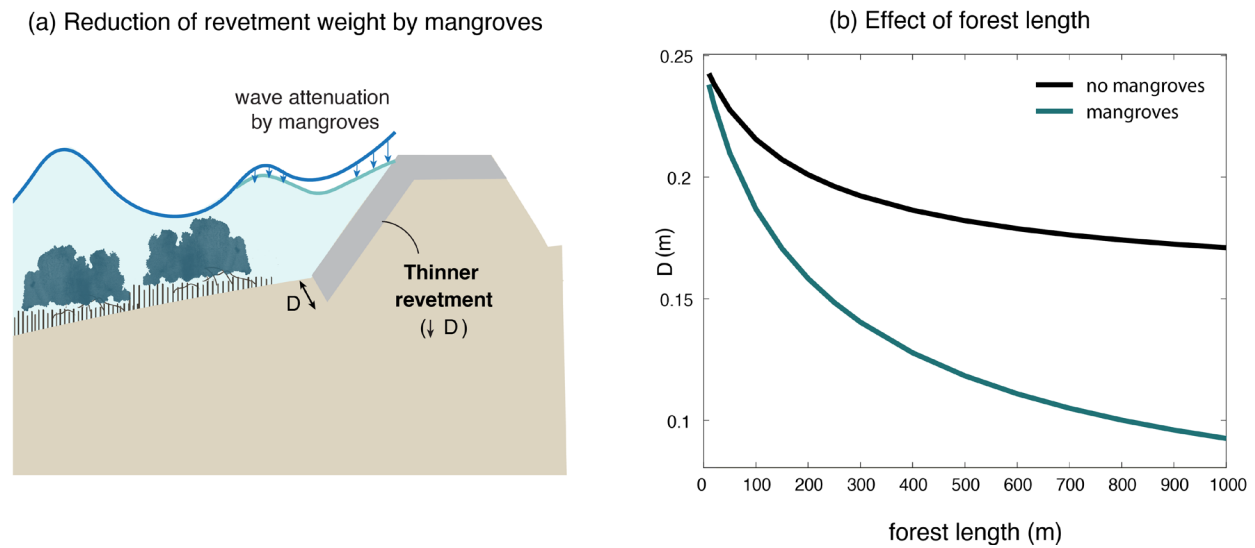 (a) Reduction of revetment weight by mangroves
wave attenuation
by mangroves
D
Thinner
revetment
(↓ D)
(b) Effect of forest length
no mangroves
mangroves
D (m)
0.25
0.2
0.15
0.1
0 100 200 300 400 500 600 700 800 900 1000
forest length (m)